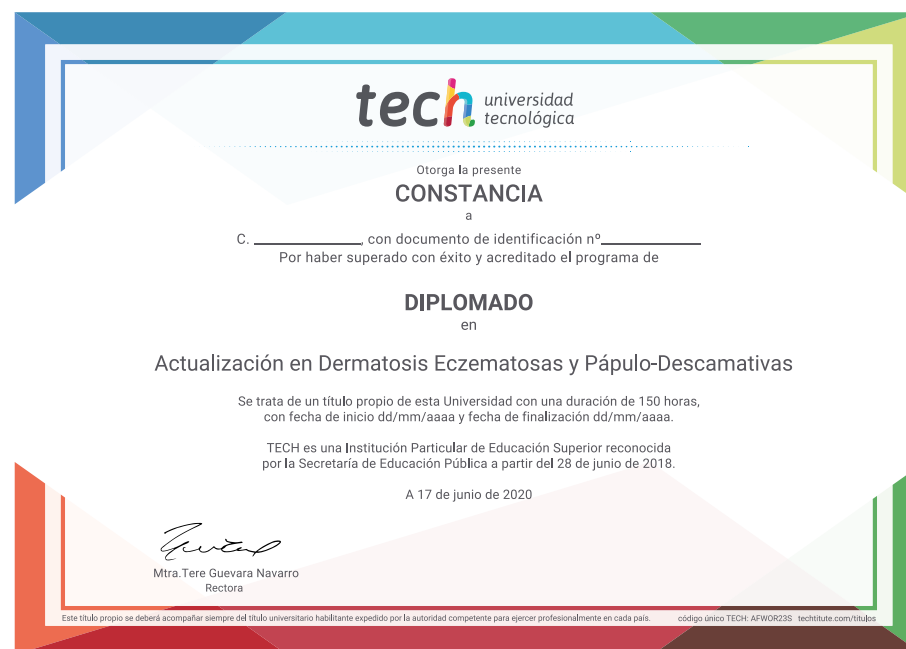 tech universidad
tecnológica
Otorga la presente
CONSTANCIA
a
C. ______________, con documento de identificación nº_____________
Por haber superado con éxito y acreditado el programa de
DIPLOMADO
en
Actualización en Dermatosis Eczematosas y Pápulo-Descamativas
Se trata de un título propio de esta Universidad con una duración de 150 horas,
con fecha de inicio dd/mm/aaaa y fecha de finalización dd/mm/aaaa.
TECH es una Institución Particular de Educación Superior reconocida
por la Secretaría de Educación Pública a partir del 28 de junio de 2018.
A 17 de junio de 2020
Mtra.Tere Guevara Navarro
Rectora
Este título propio se deberá acompañar siempre del título universitario habilitante expedido por la autoridad competente para ejercer profesionalmente en cada país. código único TECH: AFWOR23S techtitute.com/titulos